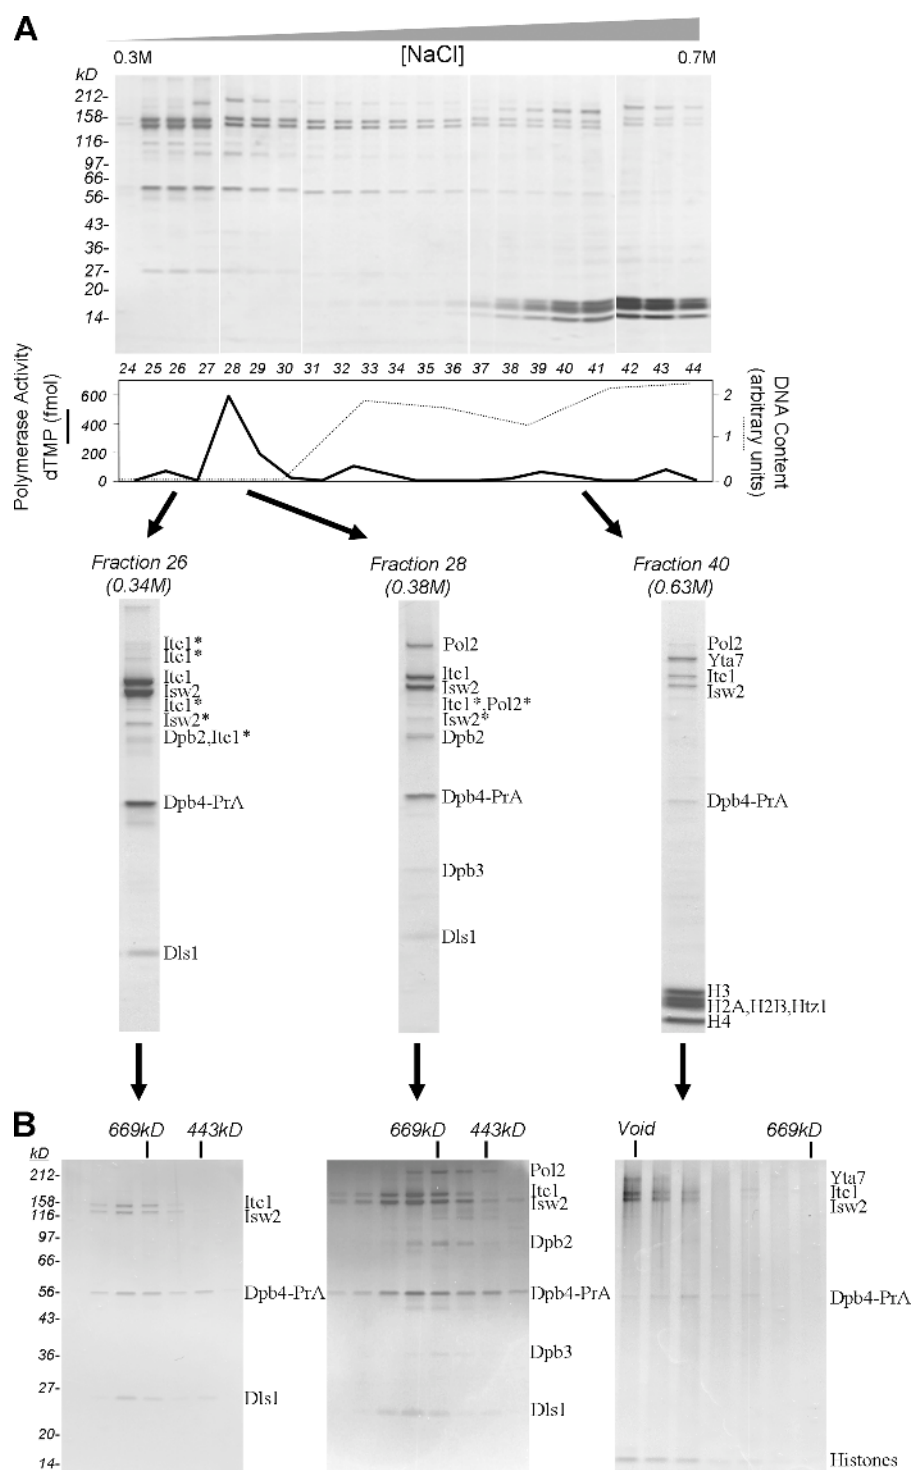 A
0.3M [NaCl] 0.7M
kD
212-
158-
116-
97-
66-
56-
43-
36-
27-
20-
14-
24 25 26 27 28 29 30 31 32 33 34 35 36 37 38 39 40 41 42 43 44
Polymerase Activity
dTMP (fmol)
600
400
200
0
2
1
0
DNA Content
(arbitrary units)
Fraction 26
(0.34M)
Itc1*
Itc1*
Itc1
Isw2
Itc1*
Isw2*
Dpb2,Itc1*
Dpb4-PrA
Dls1
Fraction 28
(0.38M)
Pol2
Itc1
Isw2
Itc1*,Pol2*
Isw2*
Dpb2
Dpb4-PrA
Dpb3
Dls1
Fraction 40
(0.63M)
Pol2
Yta7
Itc1
Isw2
Dpb4-PrA
H3
H2A,H2B,Htz1
H4
B
kD
212-
158-
116-
97-
66-
56-
43-
36-
27-
20-
14-
669kD 443kD
Itc1
Isw2
Dpb4-PrA
Dls1
669kD 443kD
Pol2
Itc1
Isw2
Dpb2
Dpb4-PrA
Dpb3
Dls1
Void 669kD
Yta7
Itc1
Isw2
Dpb4-PrA
Histones